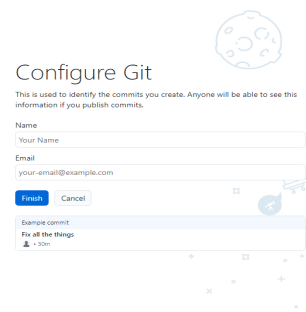 Configure Git
This is used to identify the commits you create. Anyone will be able to see this
information if you publish commits.
Name
Your Name
Email
your-email@example.com
Finish Cancel
Example commit
Fix all the things
• 30m